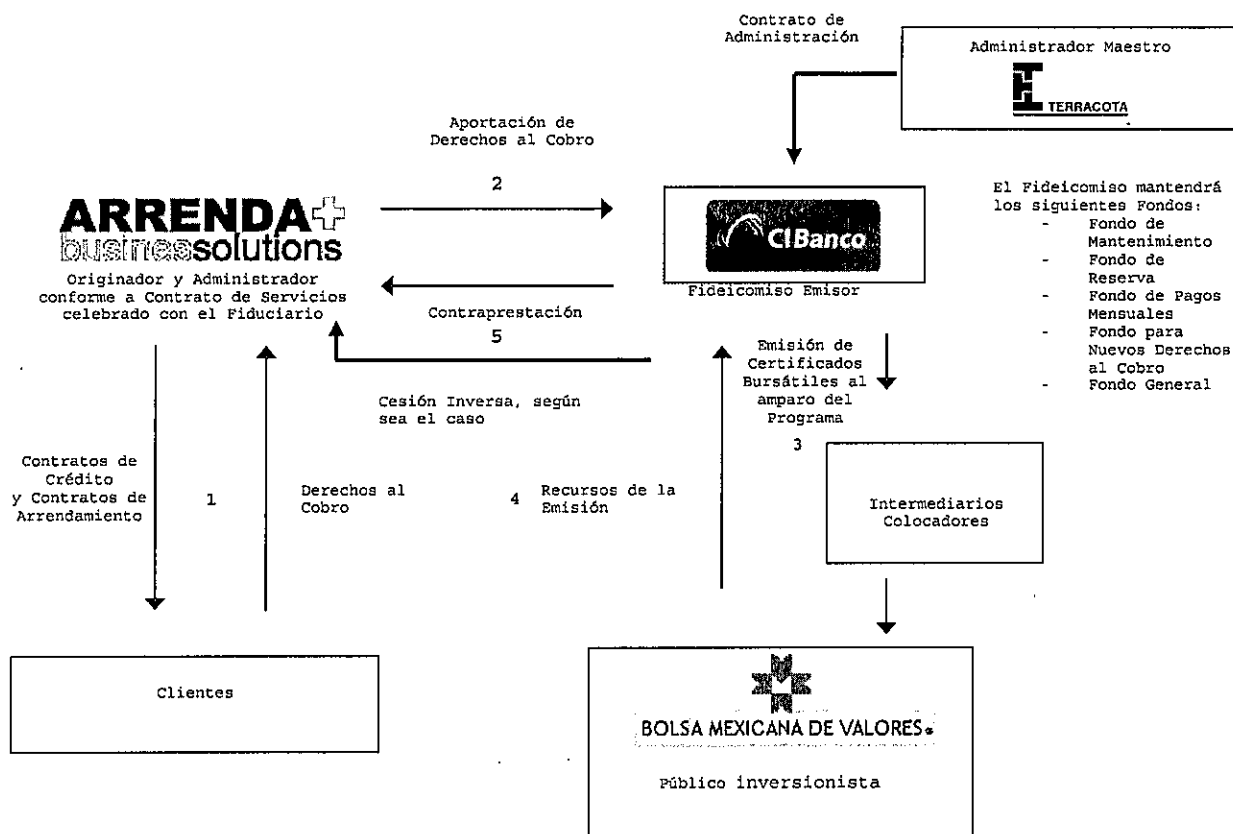 Contrato de
Administración
Administrador Maestro
TERRACOTA
Aportación de
Derechos al Cobro
2
ARRENDA+
businessolutions
Originador y Administrador
conforme a Contrato de Servicios
celebrado con el Fiduciario
CIBanco
Fideicomiso Emisor
El Fideicomiso mantendrá
los siguientes Fondos:
- Fondo de
Mantenimiento
- Fondo de
Reserva
- Fondo de Pagos
Mensuales
- Fondo para
Nuevos Derechos
al Cobro
- Fondo General
Contraprestación
5
Cesión Inversa, según
sea el caso
Emisión de
Certificados
Bursátiles al
amparo del
Programa
3
Contratos de
Crédito
y Contratos de
Arrendamiento
1
Derechos al
Cobro
4 Recursos de la
Emisión
Intermediarios
Colocadores
Clientes
BOLSA MEXICANA DE VALORES
Público inversionista